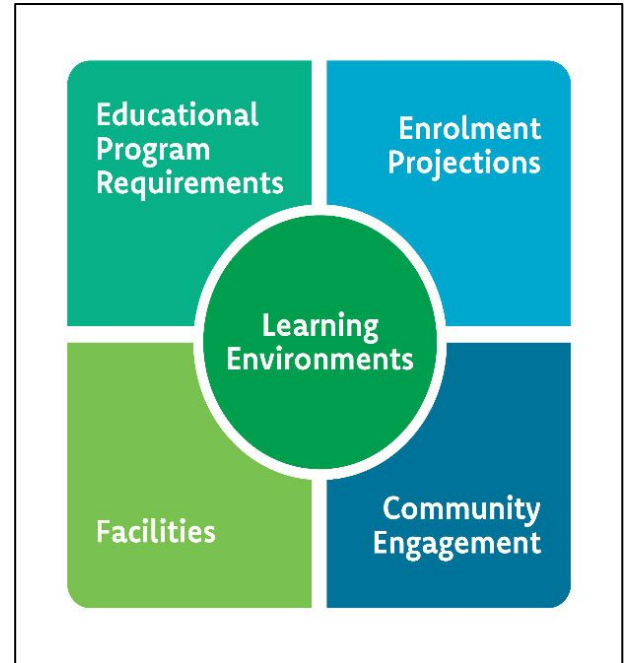 Educational
Program
Requirements
Enrolment
Projections
Learning
Environments
Facilities
Community
Engagement